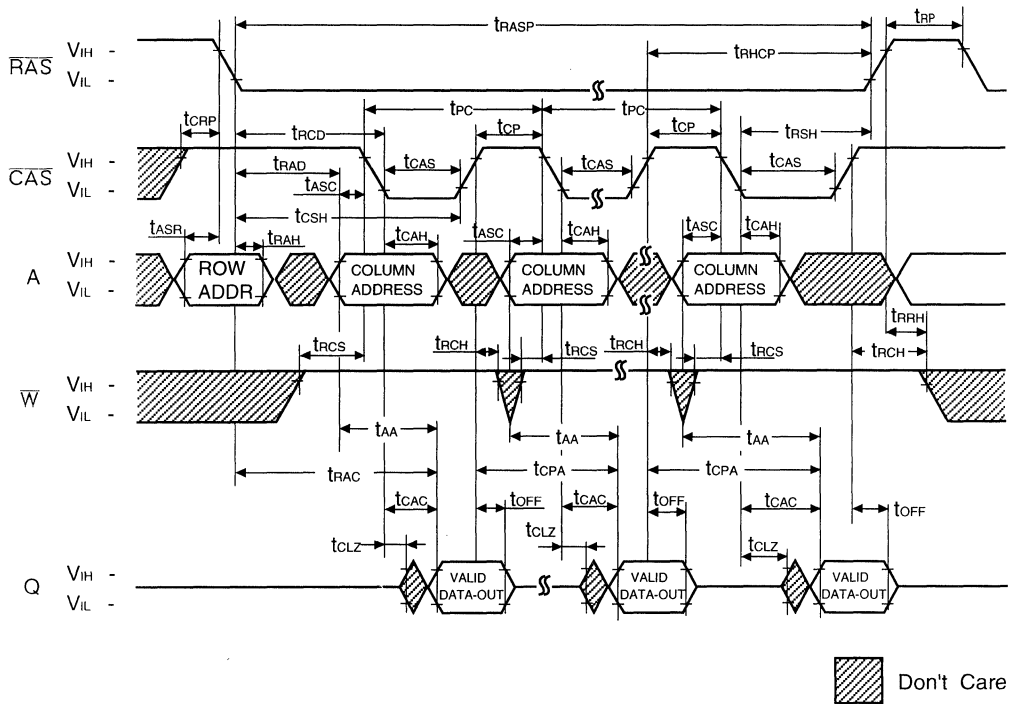 tRASP
tRP
RAS
VIH -
VIL -
tRHCP
tPC
tPC
tCRP
tRCD
tCP
tCP
tRSH
CAS
VIH -
VIL -
tRAD
tCAS
tCAS
tCAS
tASC
tCSH
tASR
tRAH
tCAH
tASC
tCAH
tASC
tCAH
A
VIH -
VIL -
ROW
ADDR
COLUMN
ADDRESS
COLUMN
ADDRESS
COLUMN
ADDRESS
tRRH
tRCS
tRCH
tRCS
tRCH
tRCS
tRCH
W
VIH -
VIL -
tAA
tAA
tAA
tRAC
tCPA
tCPA
tCAC
tOFF
tCAC
tOFF
tCAC
tOFF
tCLZ
tCLZ
tCLZ
Q
VIH -
VIL -
VALID
DATA-OUT
VALID
DATA-OUT
VALID
DATA-OUT
Don't Care